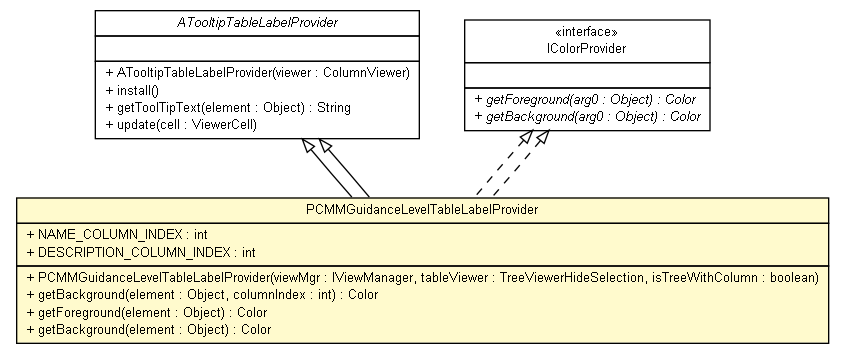 ATooltipTableLabelProvider
+ ATooltipTableLabelProvider(viewer : ColumnViewer)
+ install()
+ getToolTipText(element : Object) : String
+ update(cell : ViewerCell)
«interface»
IColorProvider
+ getForeground(arg0 : Object) : Color
+ getBackground(arg0 : Object) : Color
PCMMGuidanceLevelTableLabelProvider
+ NAME_COLUMN_INDEX : int
+ DESCRIPTION_COLUMN_INDEX : int
+ PCMMGuidanceLevelTableLabelProvider(viewMgr : IViewManager, tableViewer : TreeViewerHideSelection, isTreeWithColumn : boolean)
+ getBackground(element : Object, columnIndex : int) : Color
+ getForeground(element : Object) : Color
+ getBackground(element : Object) : Color